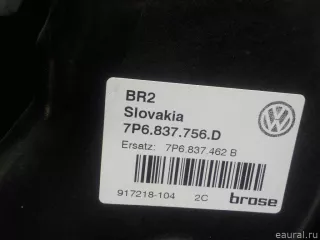 BR2
Slovakia
7P6.837.756.D
Ersatz: 7P6.837.462 B
917218-104 2C brose
eaural.ru